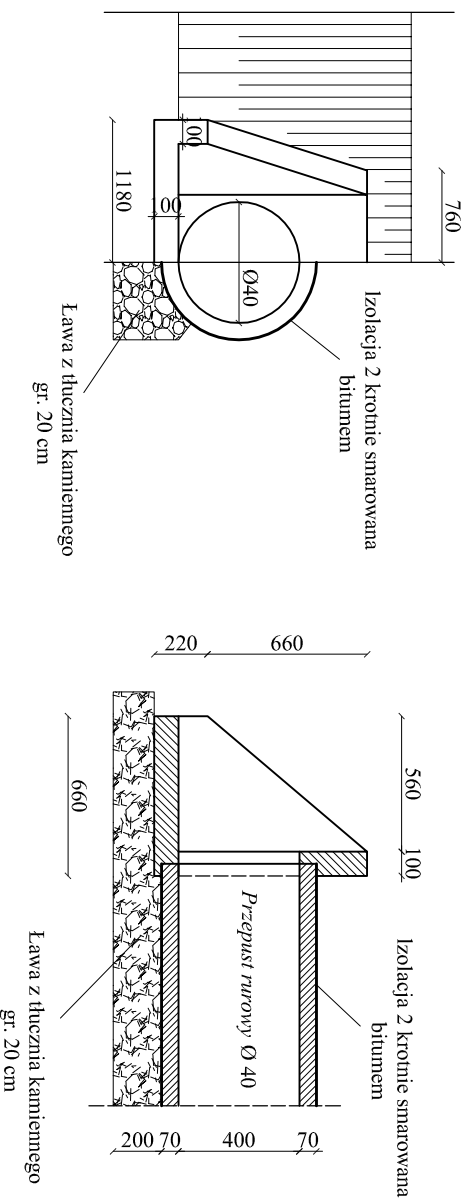 760
1180
100
100
Ø40
Izolacja 2 krotnie smarowana
bitumem
Ława z tłucznia kamiennego
gr. 20 cm
220
660
560
100
660
Przepust rurowy Ø 40
Izolacja 2 krotnie smarowana
bitumem
Ława z tłucznia kamiennego
gr. 20 cm
200
70
400
70